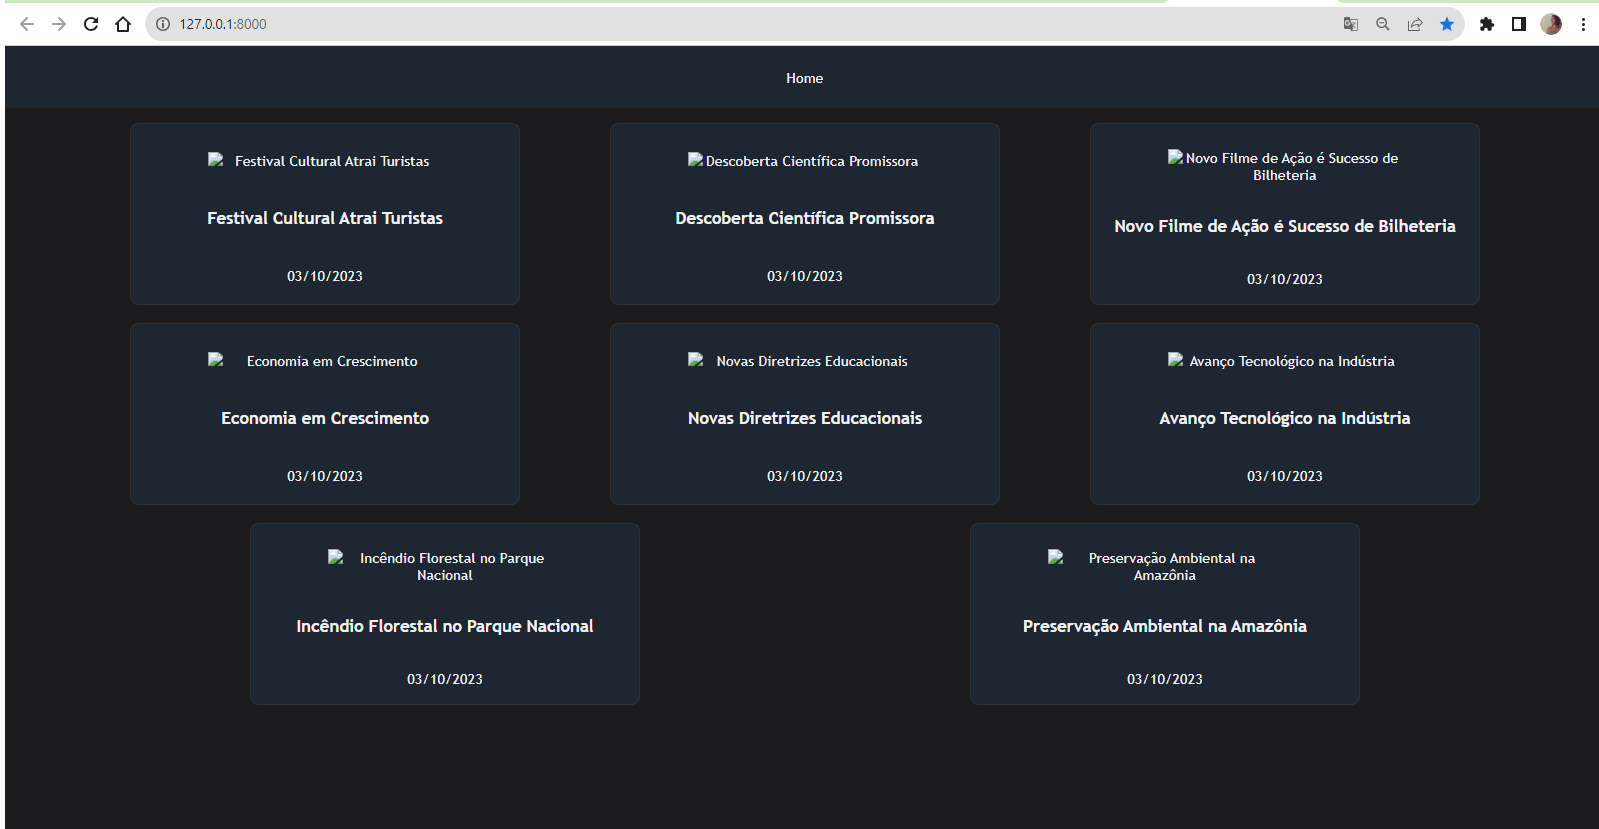 127.0.0.1:8000
Home
Festival Cultural Atrai Turistas
Festival Cultural Atrai Turistas
03/10/2023
Descoberta Científica Promissora
Descoberta Científica Promissora
03/10/2023
Novo Filme de Ação é Sucesso de
Bilheteria
Novo Filme de Ação é Sucesso de Bilheteria
03/10/2023
Economia em Crescimento
Economia em Crescimento
03/10/2023
Novas Diretrizes Educacionais
Novas Diretrizes Educacionais
03/10/2023
Avanço Tecnológico na Indústria
Avanço Tecnológico na Indústria
03/10/2023
Incêndio Florestal no Parque
Nacional
Incêndio Florestal no Parque Nacional
03/10/2023
Preservação Ambiental na
Amazônia
Preservação Ambiental na Amazônia
03/10/2023